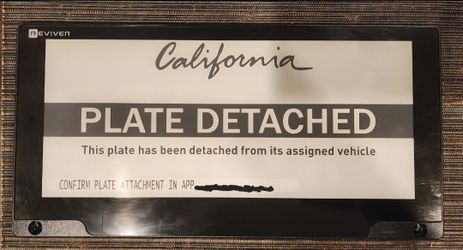 REVIVER
California
PLATE DETACHED
This plate has been detached from its assigned vehicle
CONFIRM PLATE ATTACHMENT IN APP